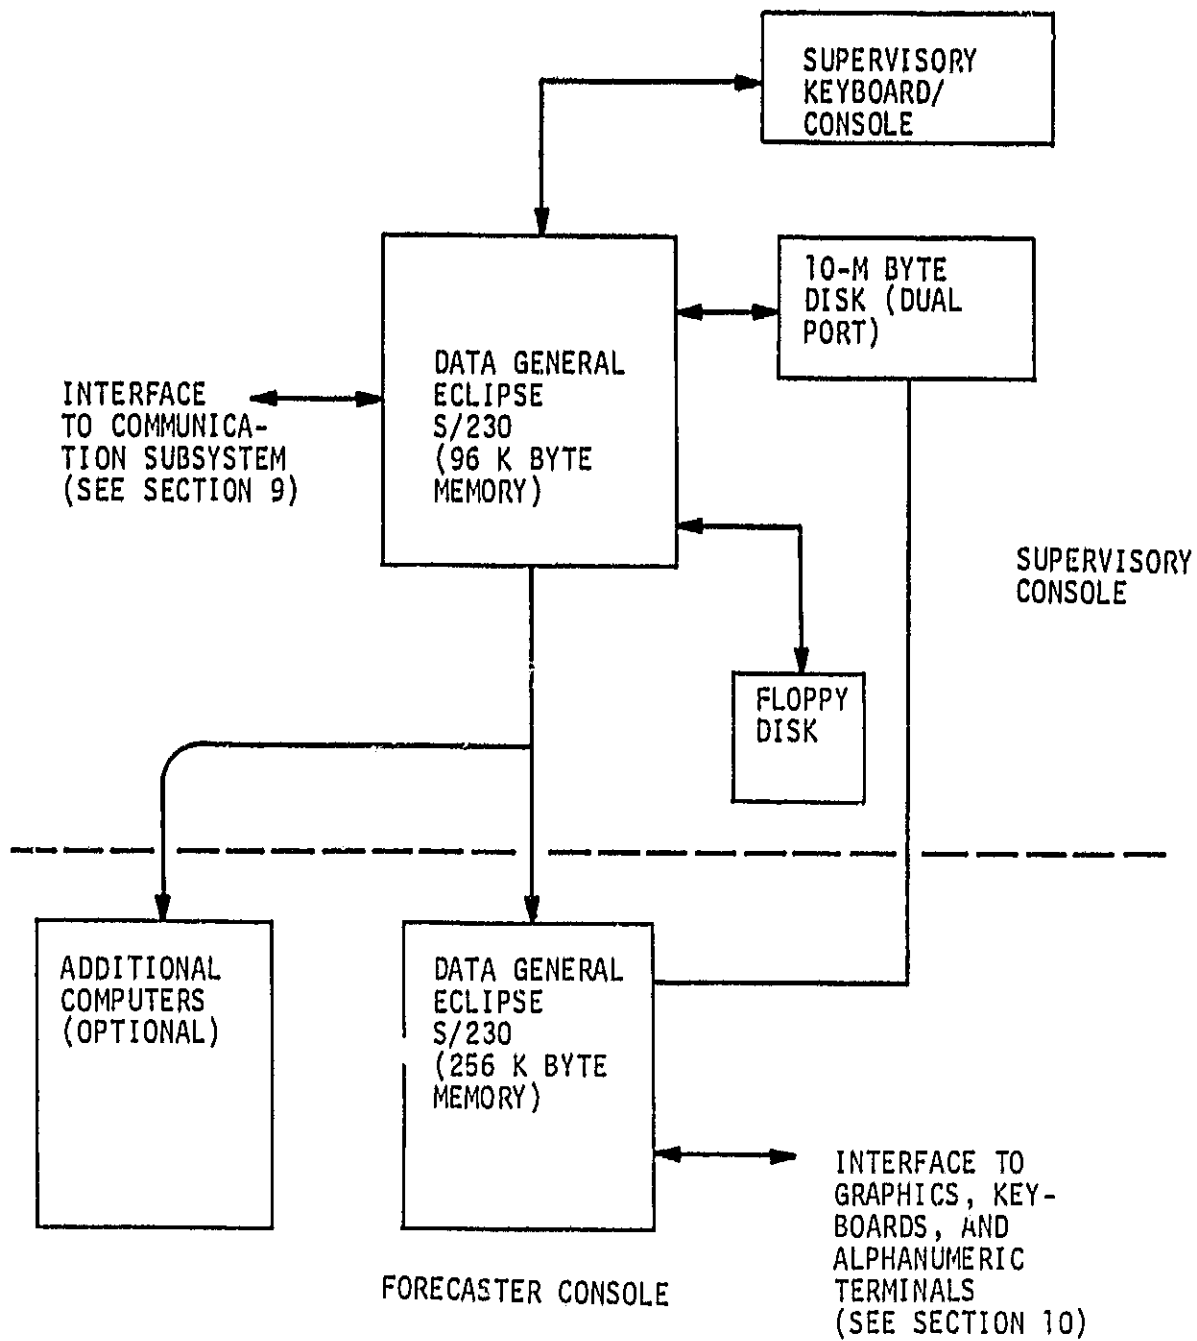 SUPERVISORY
KEYBOARD/
CONSOLE
10-M BYTE
DISK (DUAL
PORT)
DATA GENERAL
ECLIPSE
S/230
(96 K BYTE
MEMORY)
INTERFACE
TO COMMUNICA-
TION SUBSYSTEM
(SEE SECTION 9)
SUPERVISORY
CONSOLE
FLOPPY
DISK
ADDITIONAL
COMPUTERS
(OPTIONAL)
DATA GENERAL
ECLIPSE
S/230
(256 K BYTE
MEMORY)
INTERFACE TO
GRAPHICS, KEY-
BOARDS, AND
ALPHANUMERIC
TERMINALS
(SEE SECTION 10)
FORECASTER CONSOLE